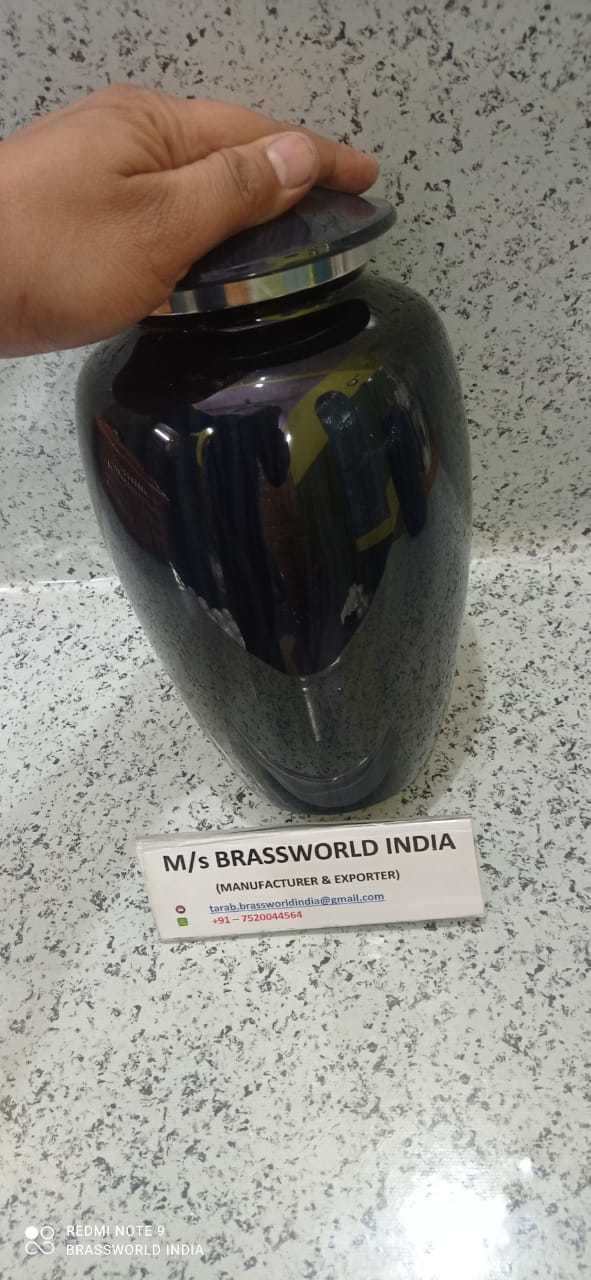 M/s BRASSWORLD INDIA
(MANUFACTURER & EXPORTER)
tarab.brassworldindia@gmail.com
+91 – 7520044564
REDMI NOTE 9
BRASSWORLD INDIA